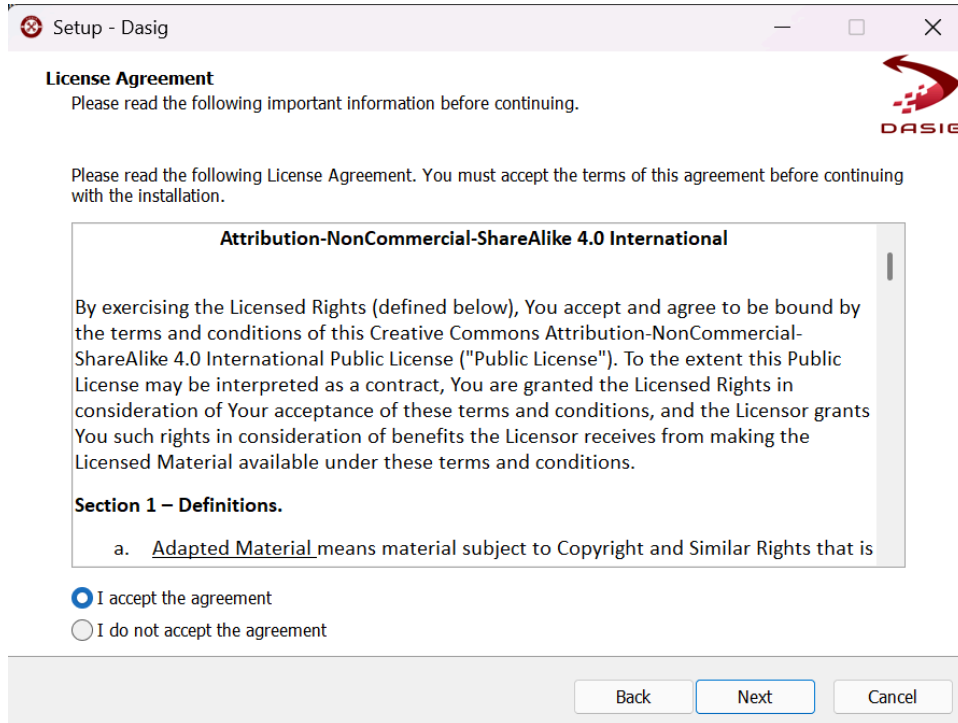 Setup - Dasig
License Agreement
Please read the following important information before continuing.
DASIG
Please read the following License Agreement. You must accept the terms of this agreement before continuing
with the installation.
Attribution-NonCommercial-ShareAlike 4.0 International
By exercising the Licensed Rights (defined below), You accept and agree to be bound by
the terms and conditions of this Creative Commons Attribution-NonCommercial-
ShareAlike 4.0 International Public License ("Public License"). To the extent this Public
License may be interpreted as a contract, You are granted the Licensed Rights in
consideration of Your acceptance of these terms and conditions, and the Licensor grants
You such rights in consideration of benefits the Licensor receives from making the
Licensed Material available under these terms and conditions.
Section 1 – Definitions.
a. Adapted Material means material subject to Copyright and Similar Rights that is
I accept the agreement
I do not accept the agreement
Back Next Cancel